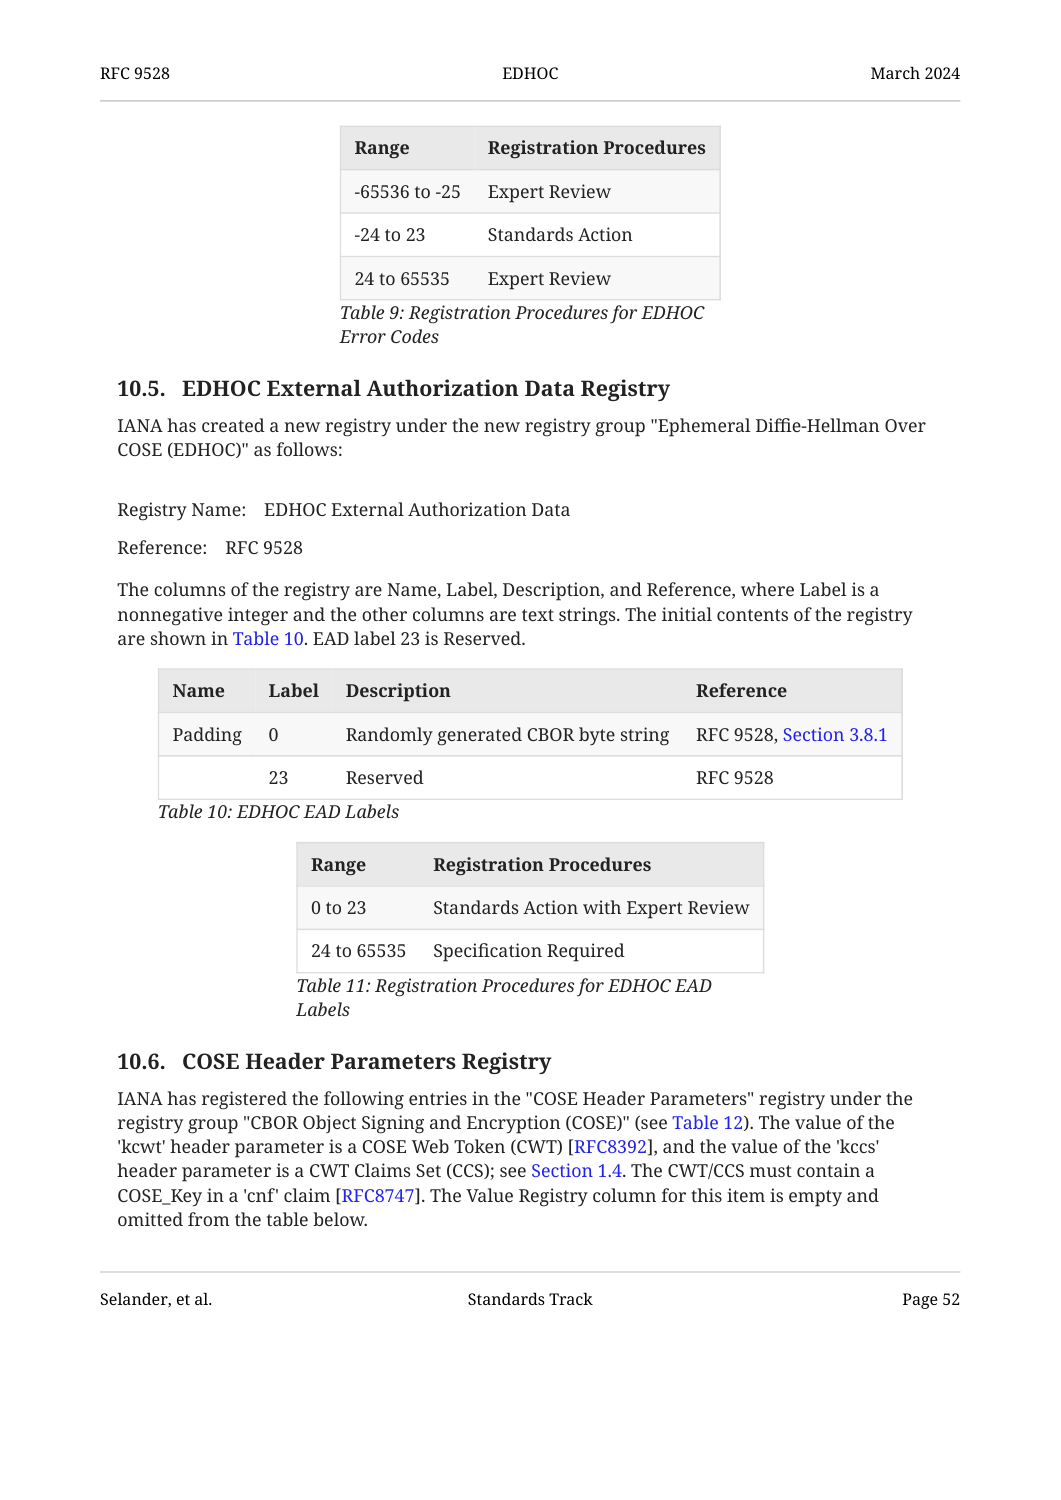 RFC 9528 EDHOC March 2024
Range Registration Procedures
-65536 to -25 Expert Review
-24 to 23 Standards Action
24 to 65535 Expert Review
Table 9: Registration Procedures for EDHOC
Error Codes
10.5. EDHOC External Authorization Data Registry
IANA has created a new registry under the new registry group "Ephemeral Diffie-Hellman Over
COSE (EDHOC)" as follows:
Registry Name: EDHOC External Authorization Data
Reference: RFC 9528
The columns of the registry are Name, Label, Description, and Reference, where Label is a
nonnegative integer and the other columns are text strings. The initial contents of the registry
are shown in Table 10. EAD label 23 is Reserved.
Name Label Description Reference
Padding 0 Randomly generated CBOR byte string RFC 9528, Section 3.8.1
23 Reserved RFC 9528
Table 10: EDHOC EAD Labels
Range Registration Procedures
0 to 23 Standards Action with Expert Review
24 to 65535 Specification Required
Table 11: Registration Procedures for EDHOC EAD
Labels
10.6. COSE Header Parameters Registry
IANA has registered the following entries in the "COSE Header Parameters" registry under the
registry group "CBOR Object Signing and Encryption (COSE)" (see Table 12). The value of the
'kcwt' header parameter is a COSE Web Token (CWT) [RFC8392], and the value of the 'kccs'
header parameter is a CWT Claims Set (CCS); see Section 1.4. The CWT/CCS must contain a
COSE_Key in a 'cnf' claim [RFC8747]. The Value Registry column for this item is empty and
omitted from the table below.
Selander, et al. Standards Track Page 52